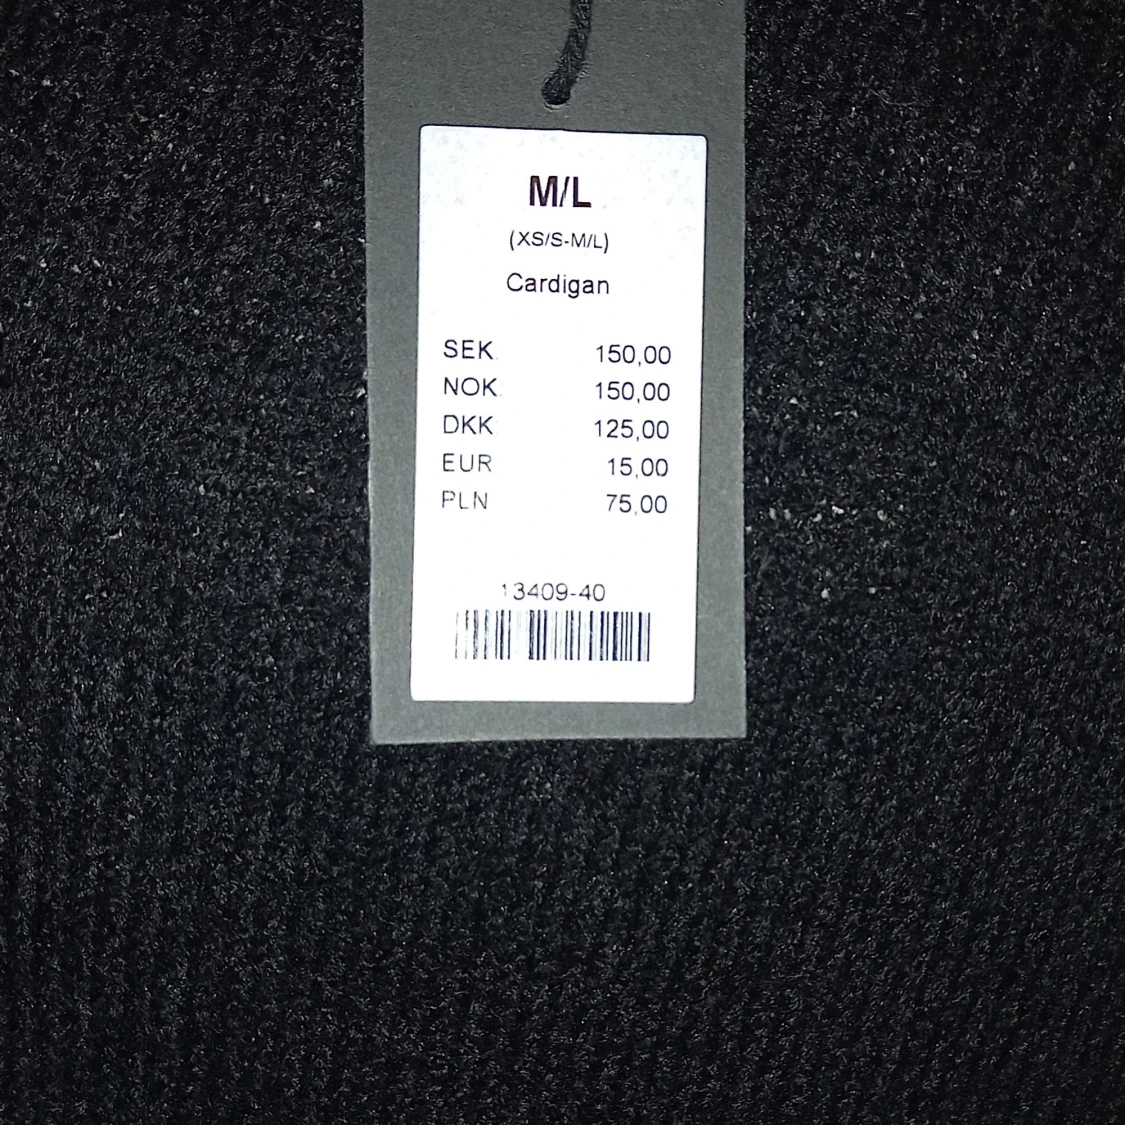 M/L
(XS/S-M/L)
Cardigan
SEK 150,00
NOK 150,00
DKK 125,00
EUR 15,00
PLN 75,00
13409-40